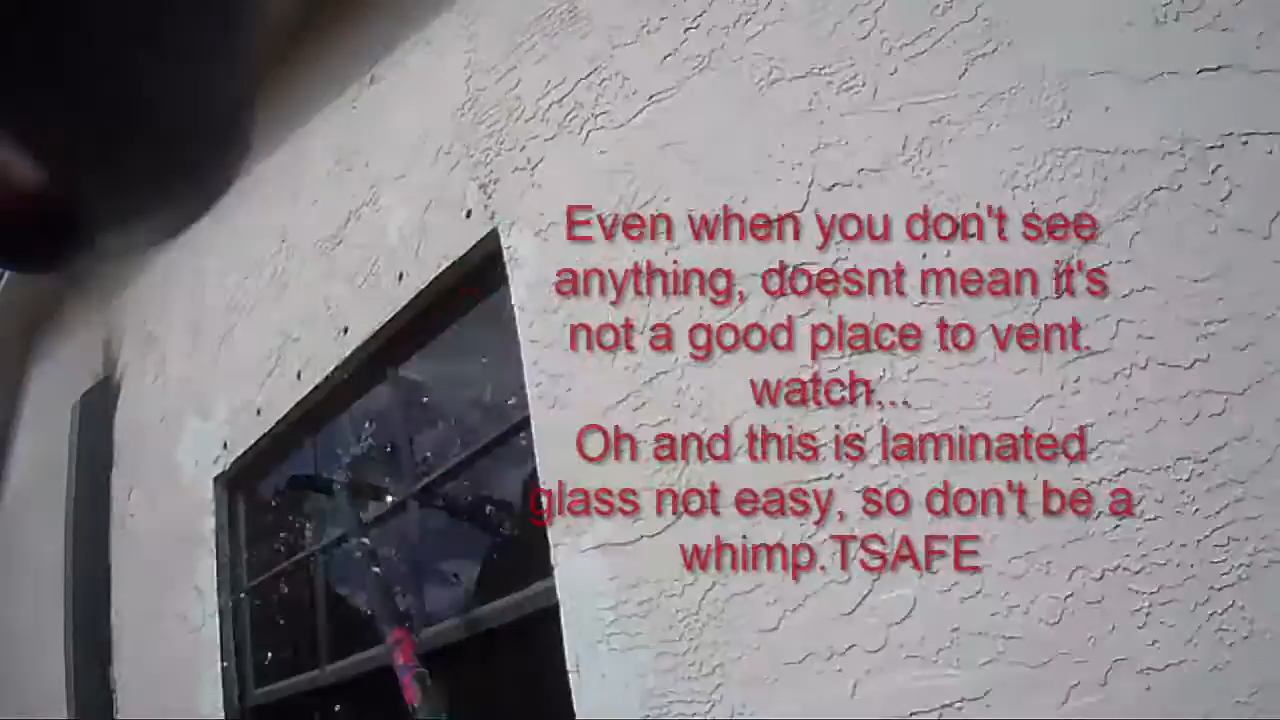 Even when you don't see
anything, doesnt mean it's
not a good place to vent.
watch...
Oh and this is laminated
glass not easy, so don't be a
whimp.TSAFE